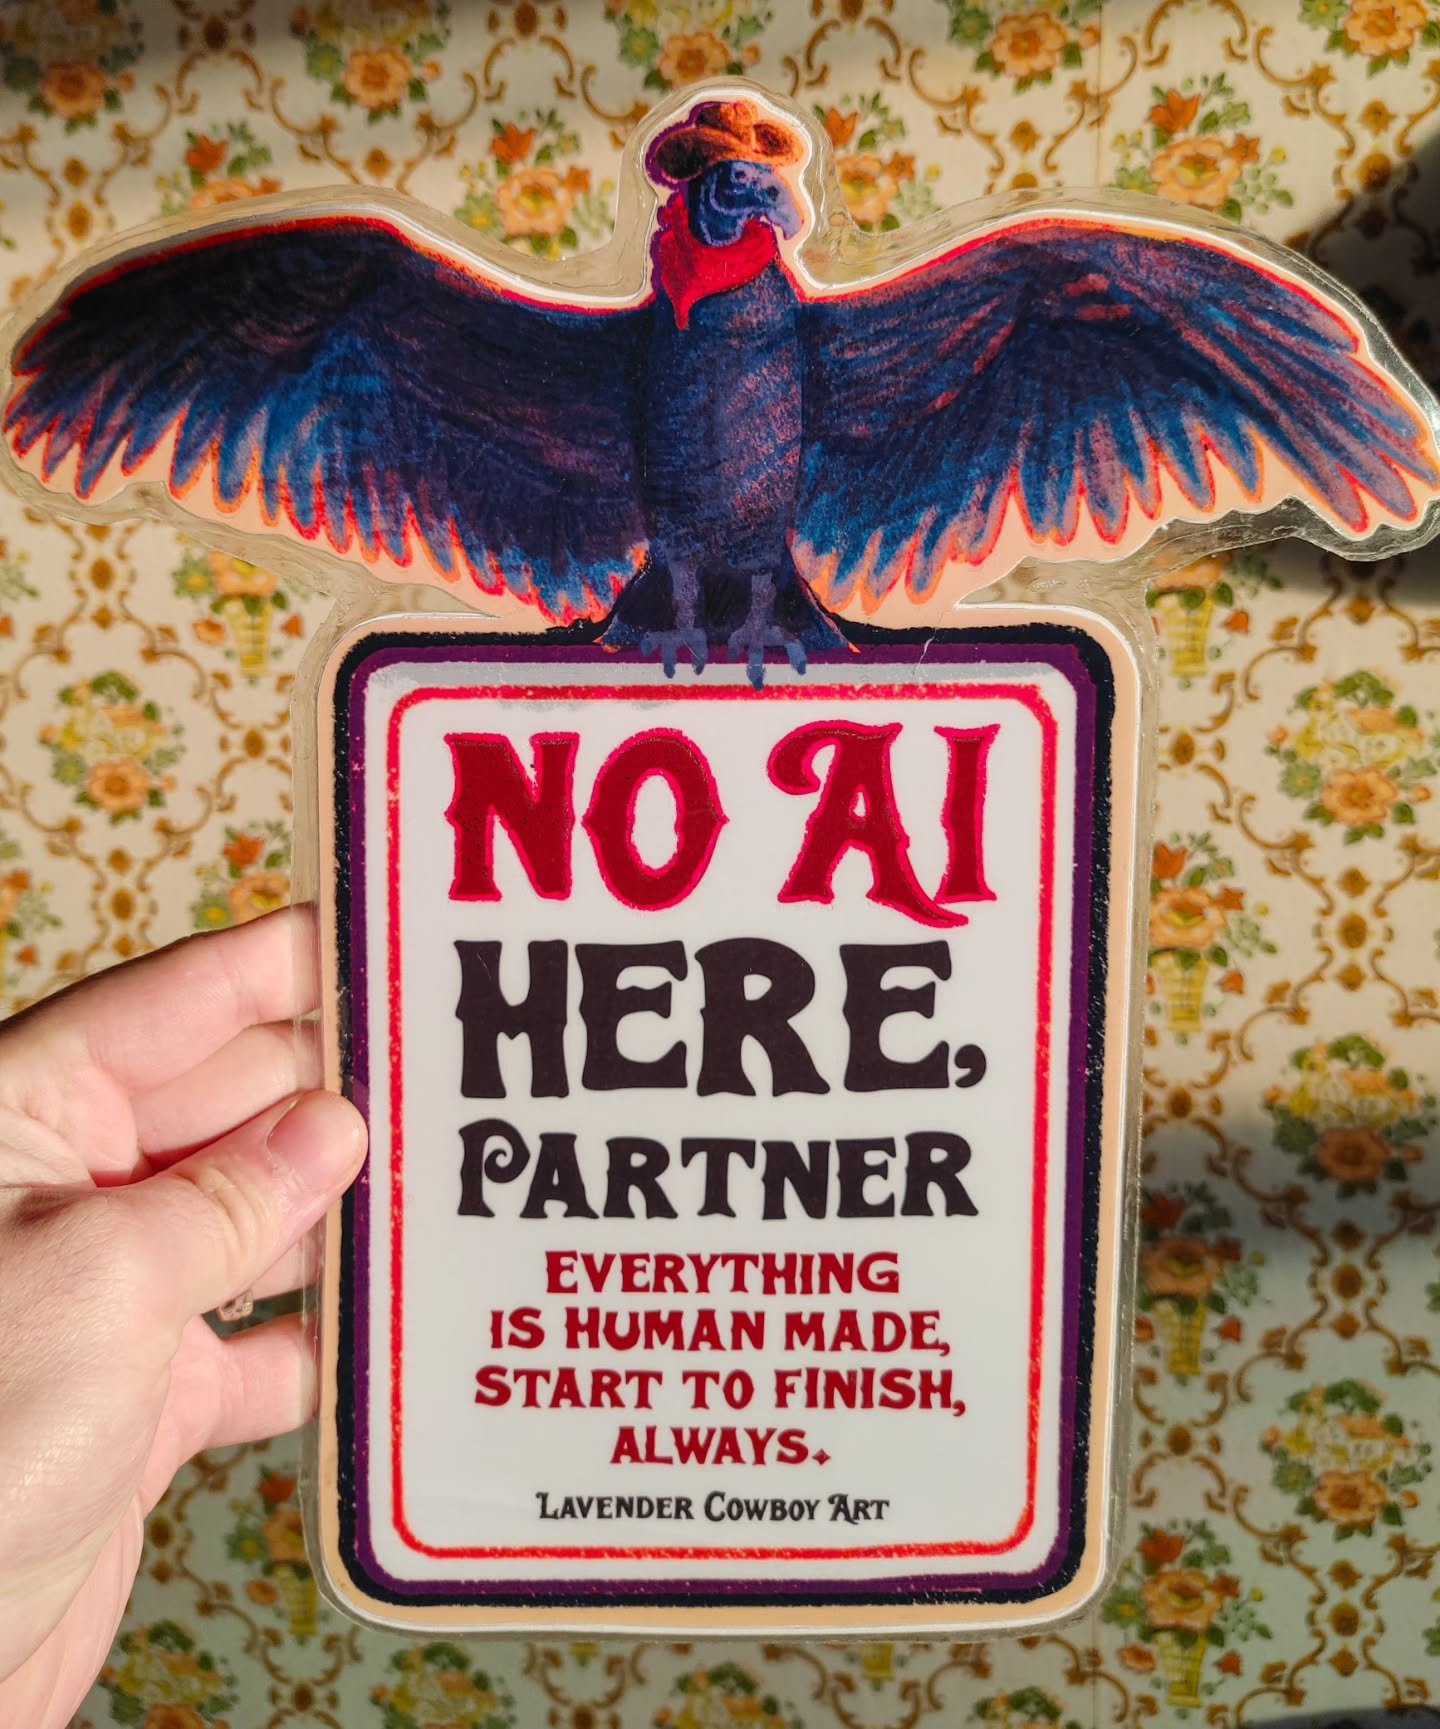 NO AI
HERE,
PARTNER
EVERYTHING
IS HUMAN MADE,
START TO FINISH,
ALWAYS.
LAVENDER COWBOY ART